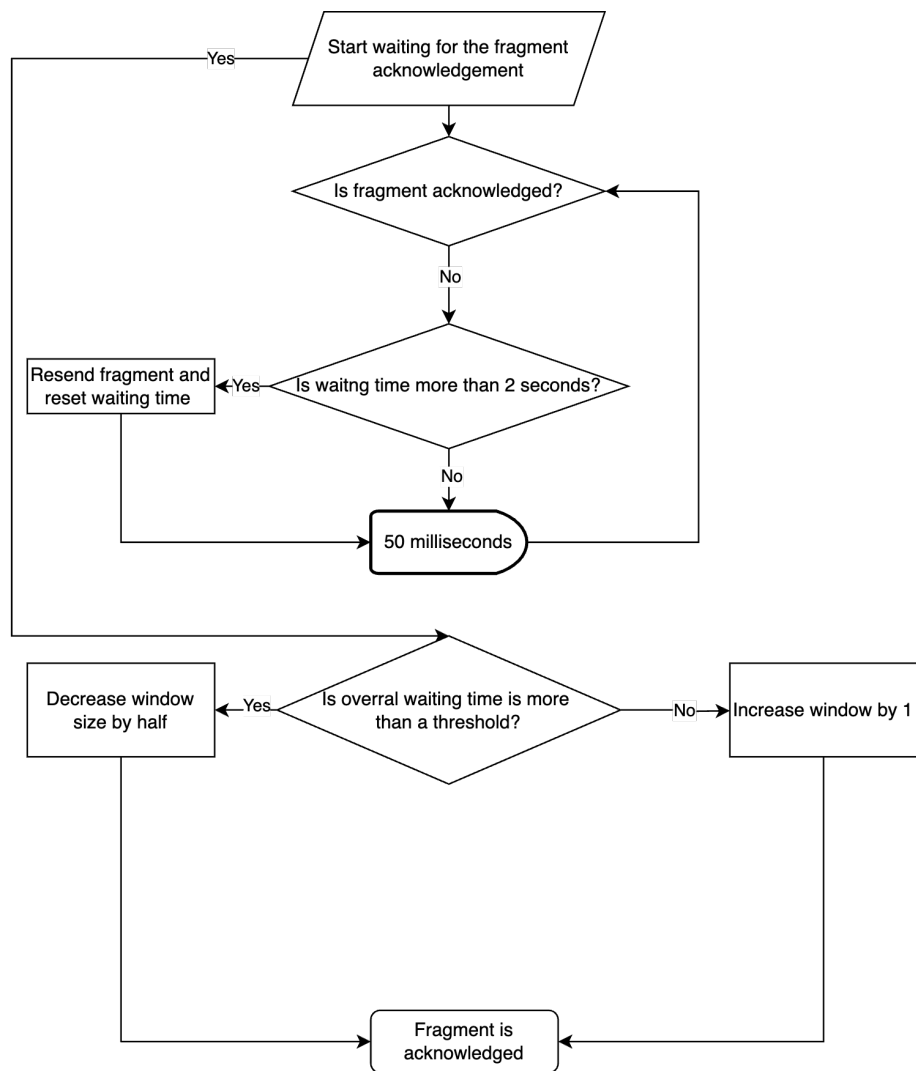 Start waiting for the fragment
acknowledgement
Yes
Is fragment acknowledged?
No
Resend fragment and
reset waiting time
Yes
Is waitng time more than 2 seconds?
No
50 milliseconds
Decrease window
size by half
Yes
Is overral waiting time is more
than a threshold?
No
Increase window by 1
Fragment is
acknowledged